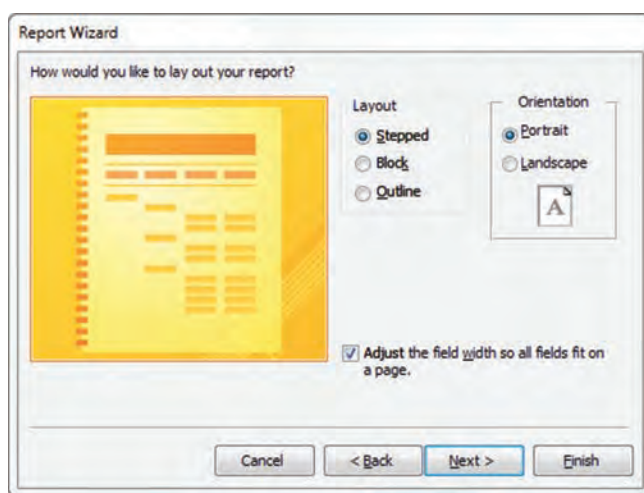 Report Wizard
How would you like to lay out your report?
Layout
Stepped
Block
Outline
Orientation
Portrait
Landscape
A
Adjust the field width so all fields fit on
a page.
Cancel
< Back
Next >
Finish